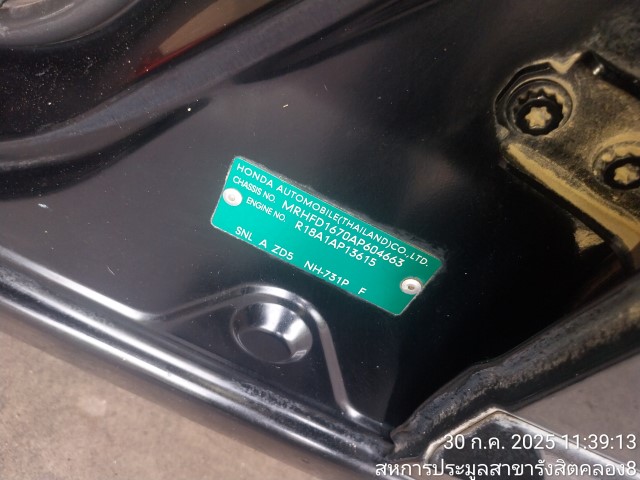 HONDA AUTOMOBILE(THAILAND)CO.,LTD.
CHASSIS NO. MRHFD1670AP604663
ENGINE NO. R18A1AP13615
SNL A ZD5 NH-731P F
30 ก.ค. 2025 11:39:13
สหการประมูลสาขารังสิตคลอง8